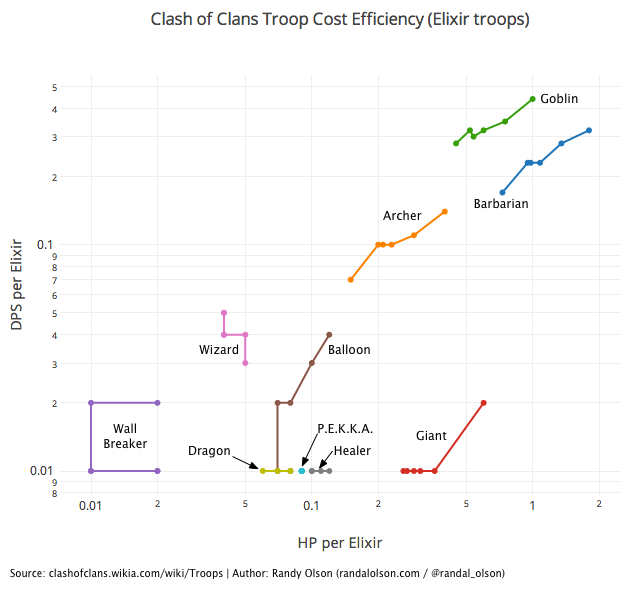 Clash of Clans Troop Cost Efficiency (Elixir troops)
5
4
Goblin
3
2
Barbarian
Archer
0.1
9
8
7
6
5
4
Wizard
Balloon
3
2
Wall
Breaker
P.E.K.K.A.
Giant
Dragon
Healer
0.01
9
8
0.01 2 5 0.1 2 5 1 2
DPS per Elixir
HP per Elixir
Source: clashofclans.wikia.com/wiki/Troops | Author: Randy Olson (randalolson.com / @randal_olson)